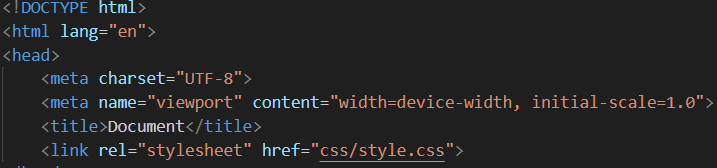 <!DOCTYPE html>
<html lang="en">
<head>
    <meta charset="UTF-8">
    <meta name="viewport" content="width=device-width, initial-scale=1.0">
    <title>Document</title>
    <link rel="stylesheet" href="css/style.css">